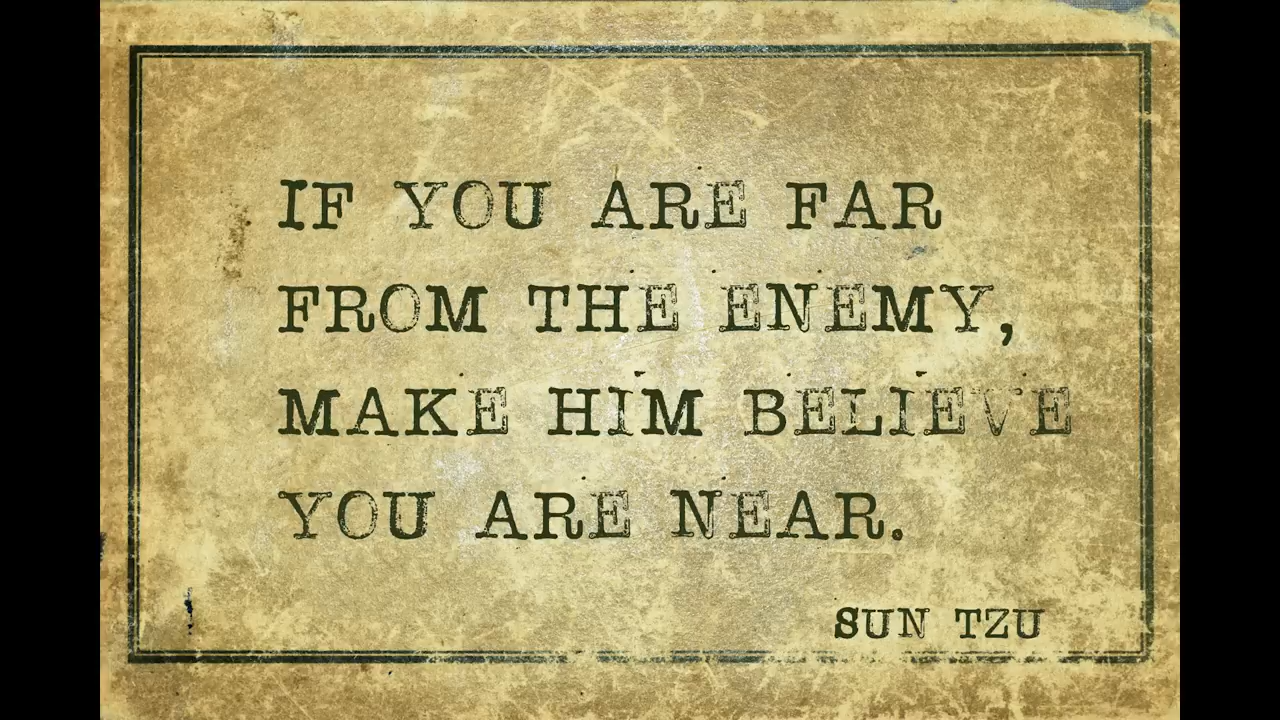 IF YOU ARE FAR
FROM THE ENEMY,
MAKE HIM BELIEVE
YOU ARE NEAR.
SUN TZU